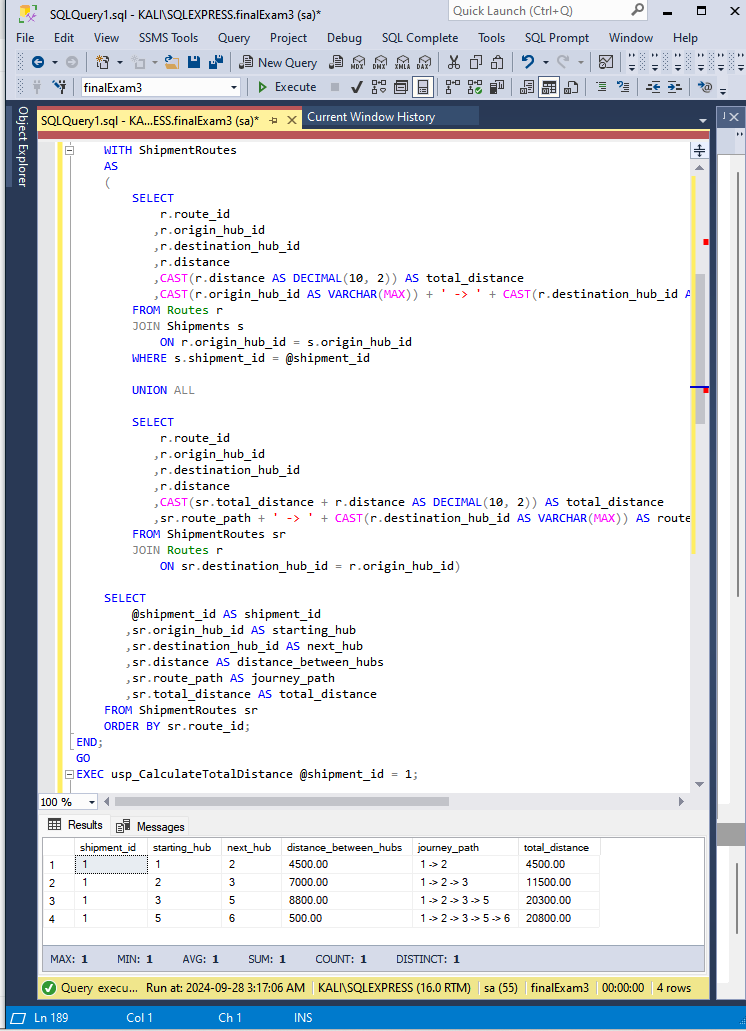 SQLQuery1.sql - KALI\SQLEXPRESS.finalExam3 (sa)*
Quick Launch (Ctrl+Q)
File Edit View SSMS Tools Query Project Debug SQL Complete Tools SQL Prompt Window Help
New Query MDX DMX XMLA DAX
finalExam3 Execute
SQLQuery1.sql - KA...ESS.finalExam3 (sa)* Current Window History
Object Explorer
WITH ShipmentRoutes
AS
(
SELECT
r.route_id
,r.origin_hub_id
,r.destination_hub_id
,r.distance
,CAST(r.distance AS DECIMAL(10, 2)) AS total_distance
,CAST(r.origin_hub_id AS VARCHAR(MAX)) + ' -> ' + CAST(r.destination_hub_id A
FROM Routes r
JOIN Shipments s
ON r.origin_hub_id = s.origin_hub_id
WHERE s.shipment_id = @shipment_id
UNION ALL
SELECT
r.route_id
,r.origin_hub_id
,r.destination_hub_id
,r.distance
,CAST(sr.total_distance + r.distance AS DECIMAL(10, 2)) AS total_distance
,sr.route_path + ' -> ' + CAST(r.destination_hub_id AS VARCHAR(MAX)) AS route
FROM ShipmentRoutes sr
JOIN Routes r
ON sr.destination_hub_id = r.origin_hub_id)
SELECT
@shipment_id AS shipment_id
,sr.origin_hub_id AS starting_hub
,sr.destination_hub_id AS next_hub
,sr.distance AS distance_between_hubs
,sr.route_path AS journey_path
,sr.total_distance AS total_distance
FROM ShipmentRoutes sr
ORDER BY sr.route_id;
END;
GO
EXEC usp_CalculateTotalDistance @shipment_id = 1;
100 %
Results Messages
shipment_id starting_hub next_hub distance_between_hubs journey_path total_distance
1 1 1 2 4500.00 1 -> 2 4500.00
2 1 2 3 7000.00 1 -> 2 -> 3 11500.00
3 1 3 5 8800.00 1 -> 2 -> 3 -> 5 20300.00
4 1 5 6 500.00 1 -> 2 -> 3 -> 5 -> 6 20800.00
MAX: 1 MIN: 1 AVG: 1 SUM: 1 COUNT: 1 DISTINCT: 1
Query execu... Run at: 2024-09-28 3:17:06 AM KALI\SQLEXPRESS (16.0 RTM) sa (55) finalExam3 00:00:00 4 rows
Ln 189 Col 1 Ch 1 INS